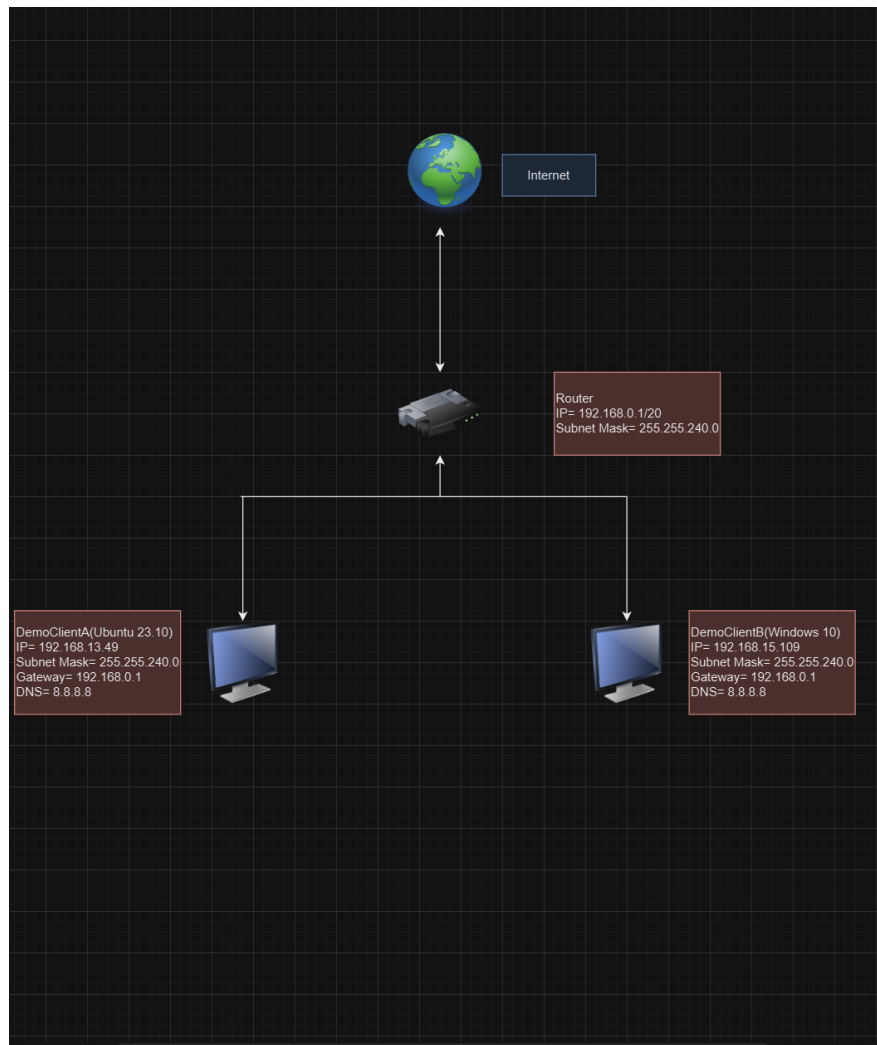 Internet
Router
IP= 192.168.0.1/20
Subnet Mask= 255.255.240.0
DemoClientA(Ubuntu 23.10)
IP= 192.168.13.49
Subnet Mask= 255.255.240.0
Gateway= 192.168.0.1
DNS= 8.8.8.8
DemoClientB(Windows 10)
IP= 192.168.15.109
Subnet Mask= 255.255.240.0
Gateway= 192.168.0.1
DNS= 8.8.8.8